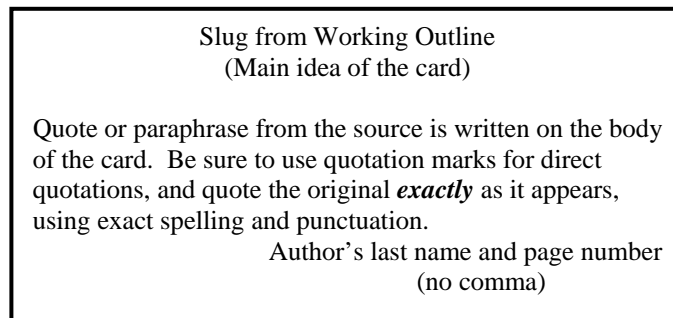 Slug from Working Outline
(Main idea of the card)
Quote or paraphrase from the source is written on the body
of the card.  Be sure to use quotation marks for direct
quotations, and quote the original exactly as it appears,
using exact spelling and punctuation.
Author’s last name and page number
(no comma)